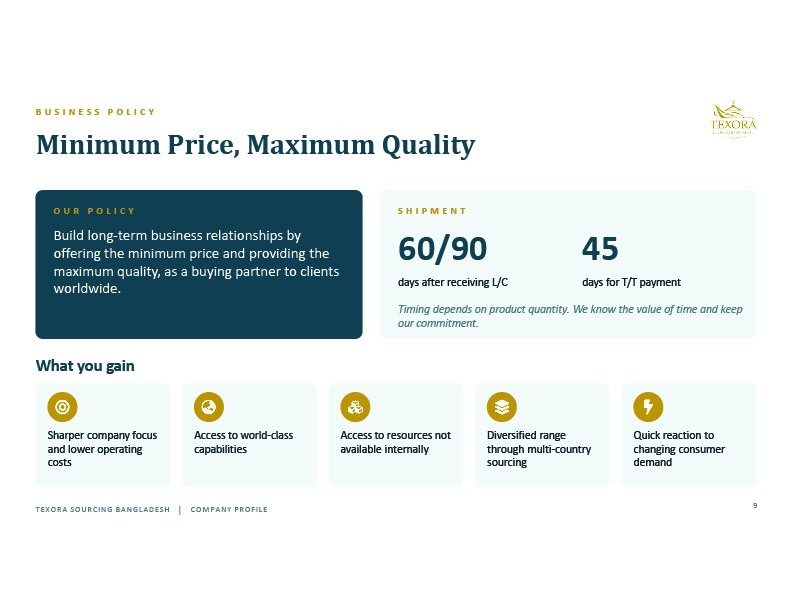 BUSINESS POLICY
Minimum Price, Maximum Quality
TEXORA
OUR POLICY
Build long-term business relationships by
offering the minimum price and providing the
maximum quality, as a buying partner to clients
worldwide.
SHIPMENT
60/90
days after receiving L/C
45
days for T/T payment
Timing depends on product quantity. We know the value of time and keep
our commitment.
What you gain
Sharper company focus
and lower operating
costs
Access to world-class
capabilities
Access to resources not
available internally
Diversified range
through multi-country
sourcing
Quick reaction to
changing consumer
demand
TEXORA SOURCING BANGLADESH | COMPANY PROFILE
9